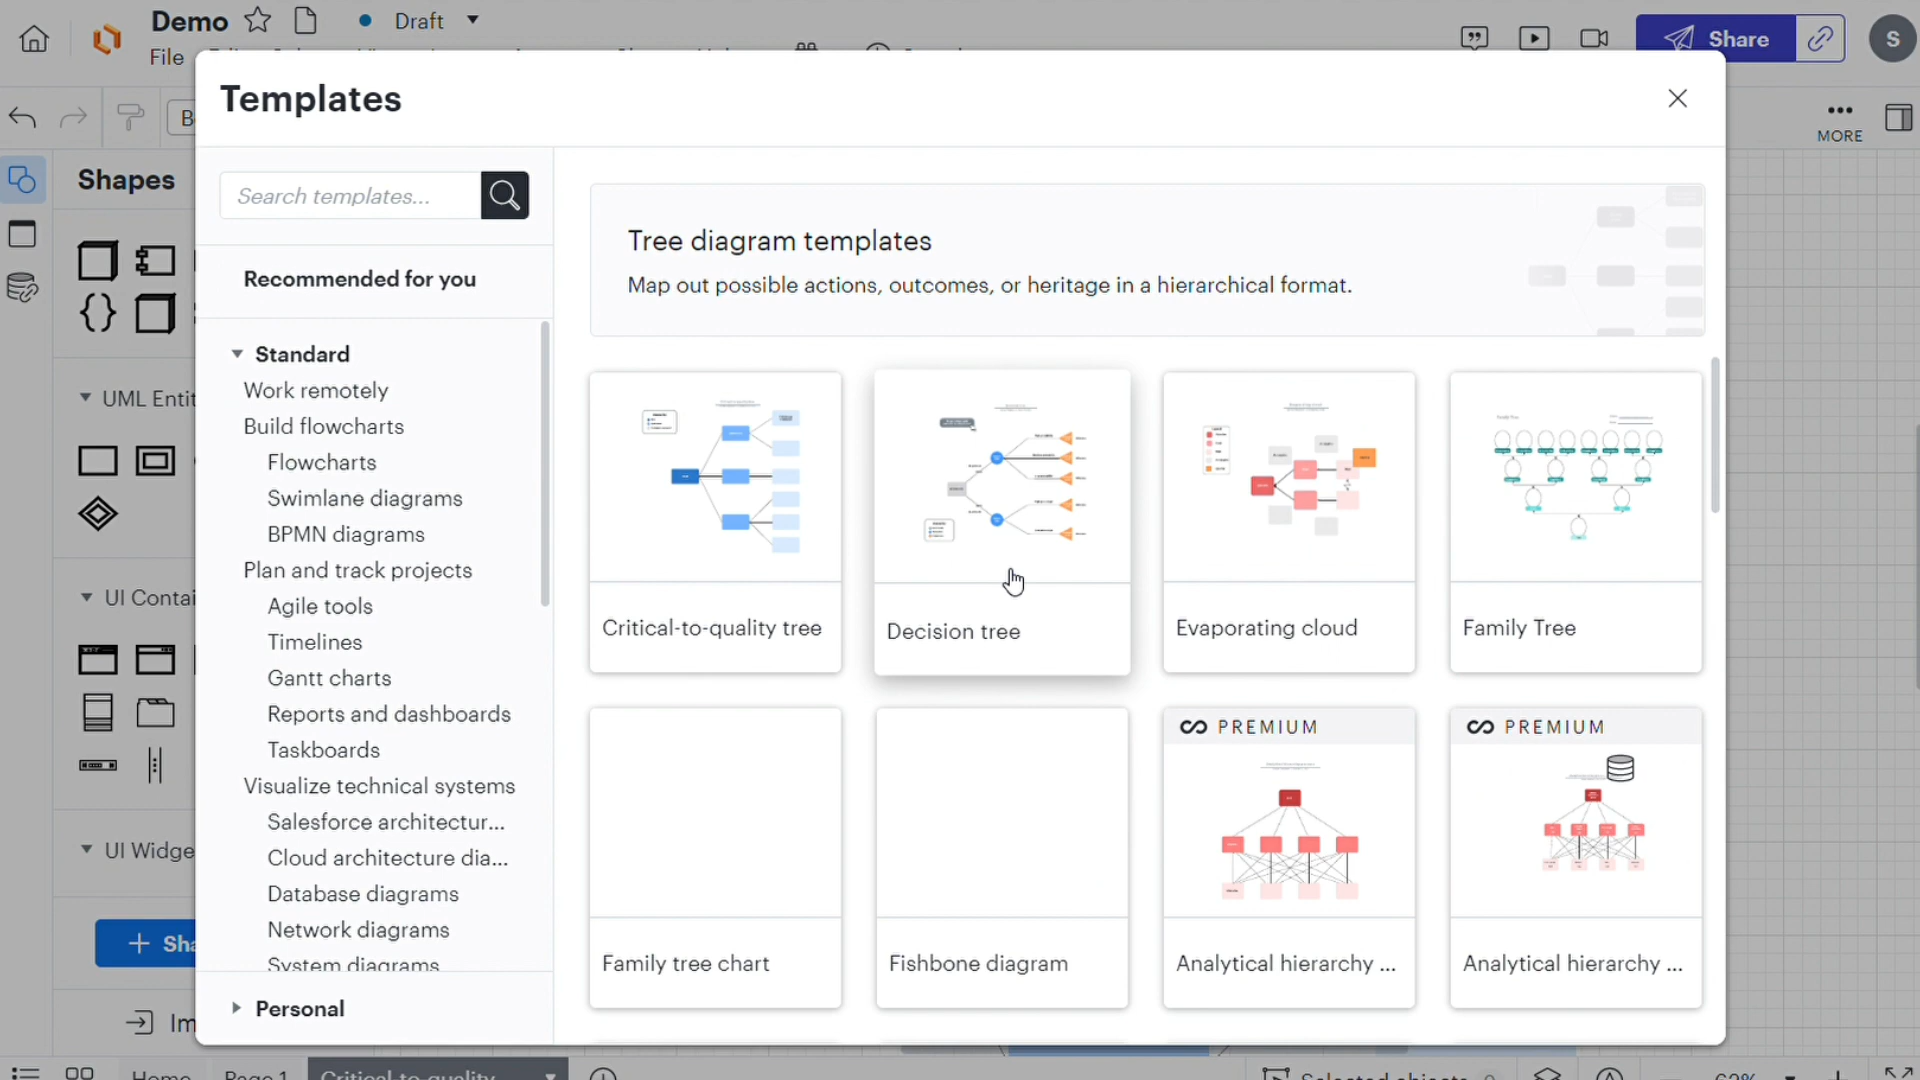 Demo
Draft
File
Share
S
MORE
Templates
Shapes
Search templates...
Recommended for you
Standard
Work remotely
Build flowcharts
Flowcharts
Swimlane diagrams
BPMN diagrams
Plan and track projects
Agile tools
Timelines
Gantt charts
Reports and dashboards
Taskboards
Visualize technical systems
Salesforce architectur...
Cloud architecture dia...
Database diagrams
Network diagrams
System diagrams
Personal
Tree diagram templates
Map out possible actions, outcomes, or heritage in a hierarchical format.
Critical-to-quality tree
Decision tree
Evaporating cloud
Family Tree
PREMIUM
PREMIUM
Family tree chart
Fishbone diagram
Analytical hierarchy ...
Analytical hierarchy ...
UML Entit
UI Contai
UI Widge
+ Sha
Im
Home
Page 1
Critical-to-quality
Selected objects